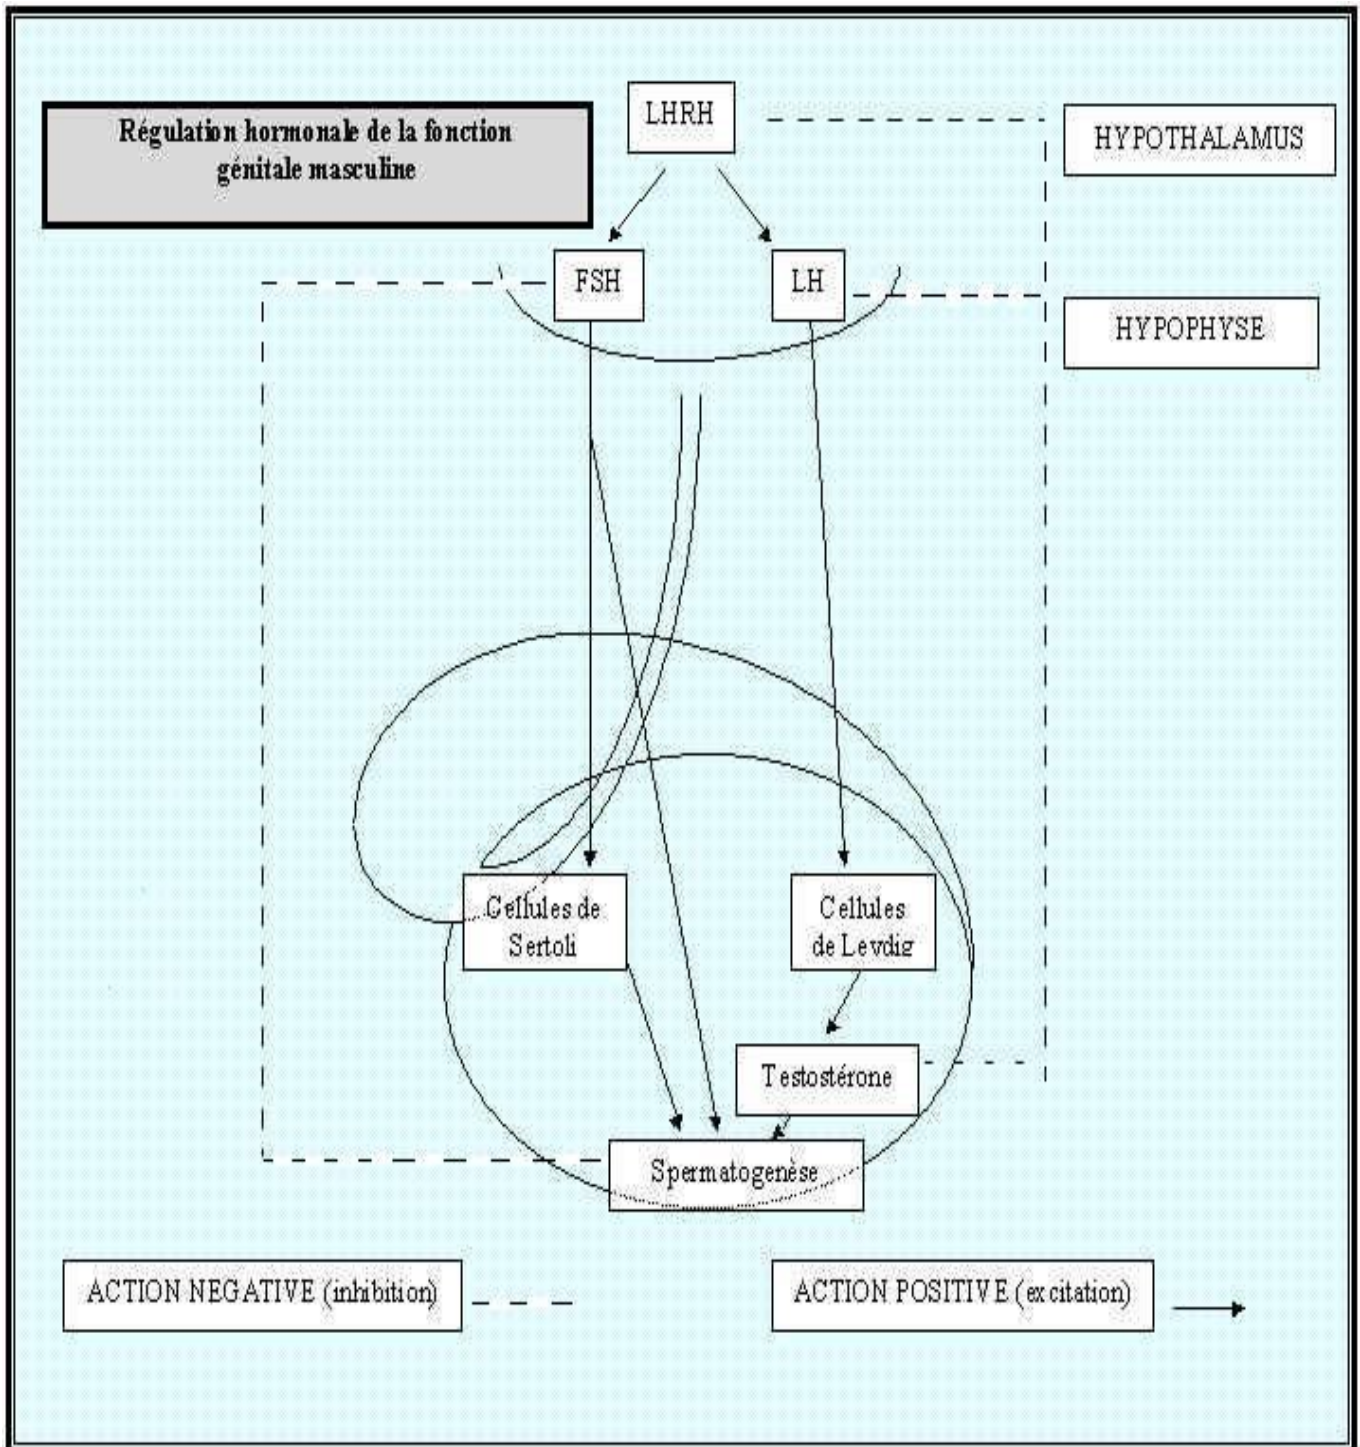 LHRH
Régulation hormonale de la fonction
génitale masculine
HYPOTHALAMUS
FSH
LH
HYPOPHYSE
Cellules de
Sertoli
Cellules
de Leydig
Testostérone
Spermatogenèse
ACTION NEGATIVE (inhibition)
ACTION POSITIVE (excitation)